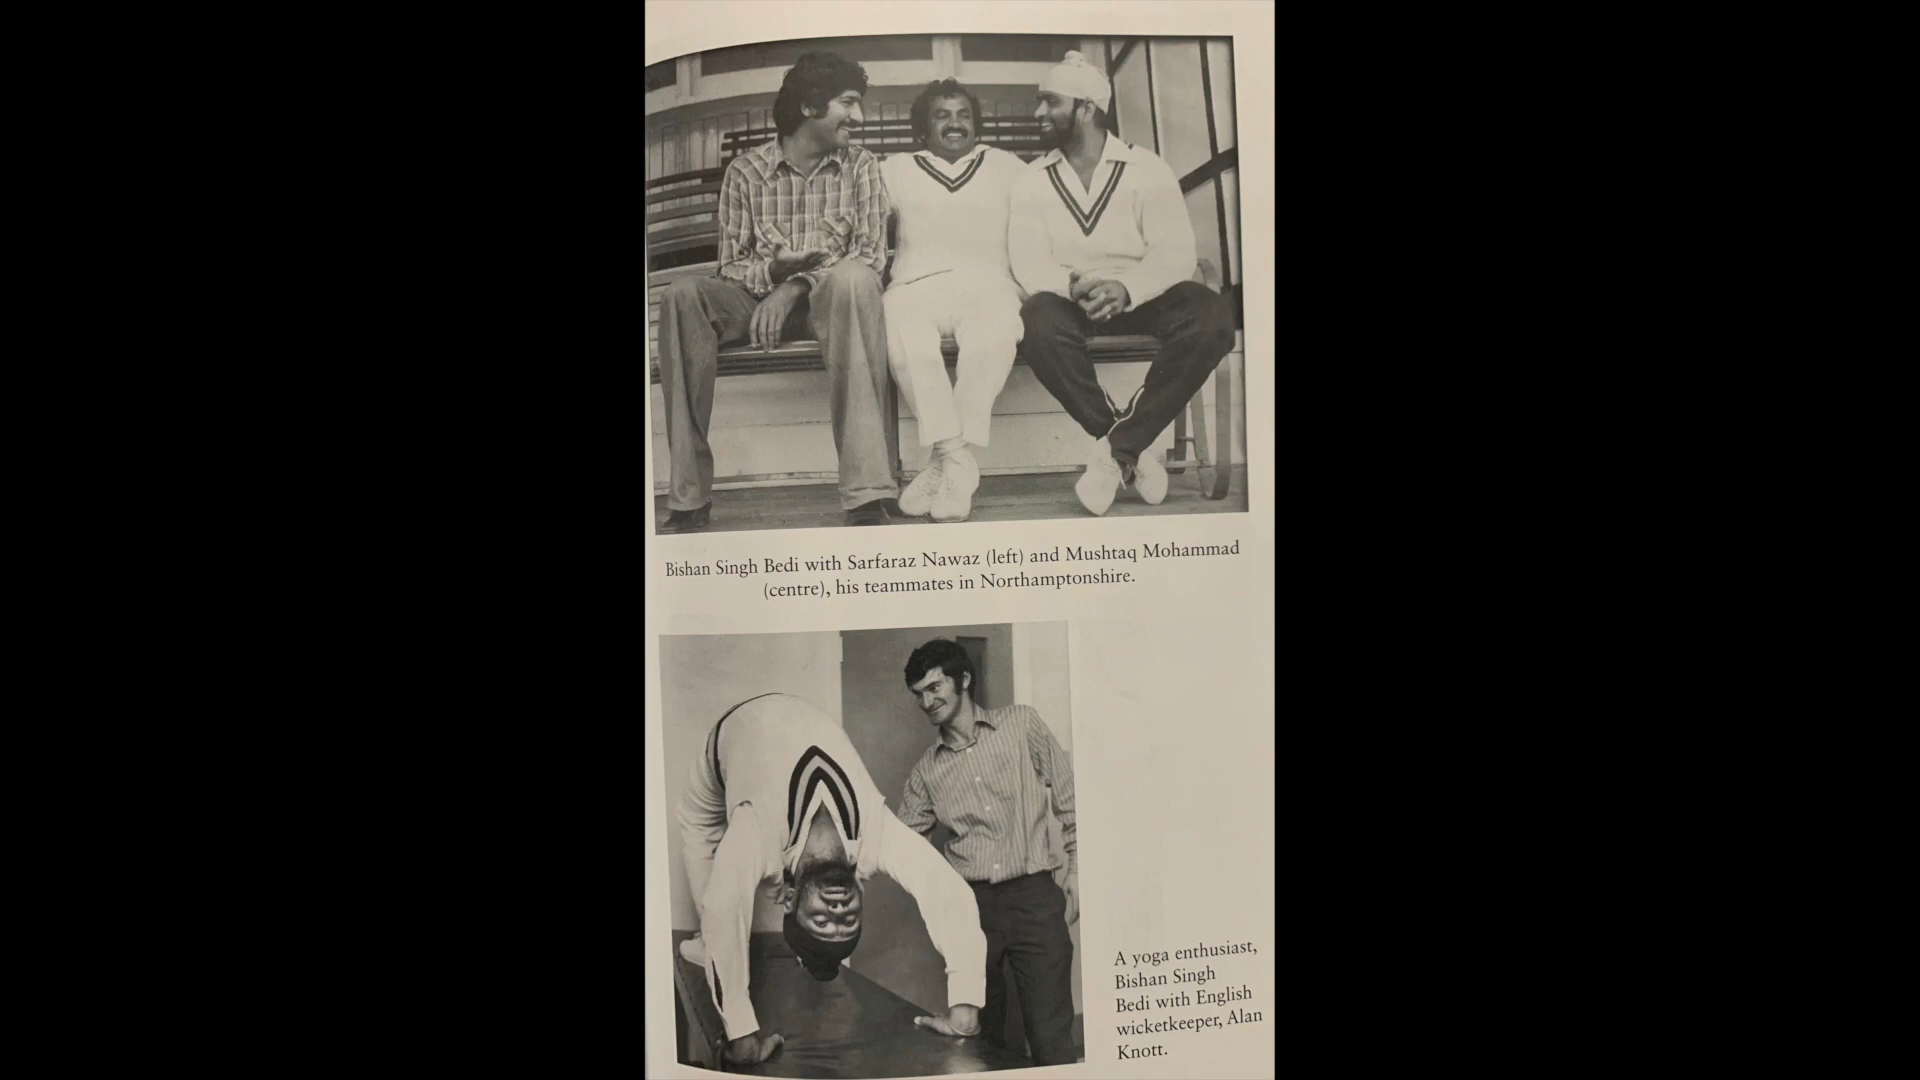 Bishan Singh Bedi with Sarfaraz Nawaz (left) and Mushtaq Mohammad
(centre), his teammates in Northamptonshire.
A yoga enthusiast,
Bishan Singh
Bedi with English
wicketkeeper, Alan
Knott.